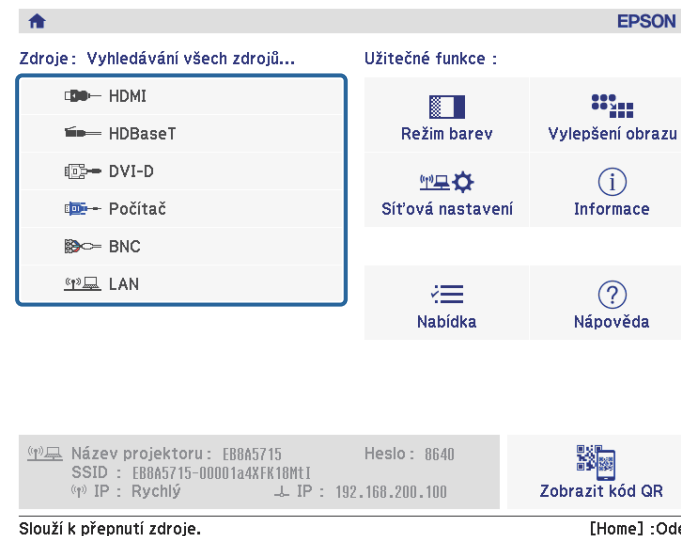 EPSON
Zdroje: Vyhledávání všech zdrojů...
HDMI
HDBaseT
DVI-D
Počítač
BNC
LAN
Užitečné funkce :
Režim barev
Vylepšení obrazu
Síťová nastavení
Informace
Nabídka
Nápověda
Název projektoru : EB8A5715 Heslo : 8640
SSID : EB8A5715-00001a4XFK18MtI
IP : Rychlý IP : 192.168.200.100
Zobrazit kód QR
Slouží k přepnutí zdroje. [Home] :Ode